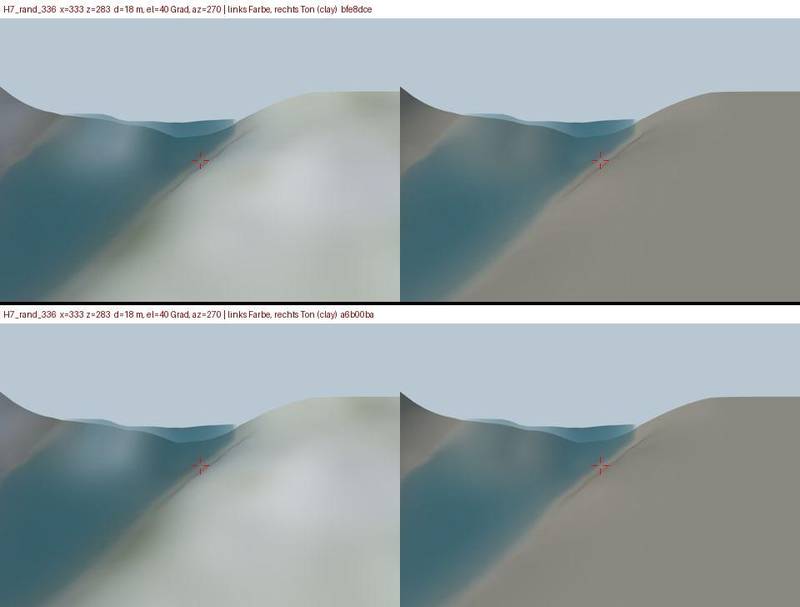 H7_rand_336 x=333 z=283 d=18 m, el=40 Grad, az=270 | links Farbe, rechts Ton (clay) bfe8dce
H7_rand_336 x=333 z=283 d=18 m, el=40 Grad, az=270 | links Farbe, rechts Ton (clay) a6b00ba